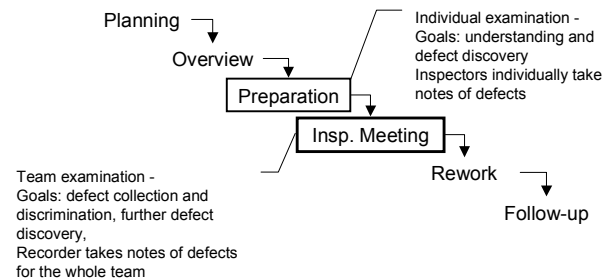 Planning
Individual examination -
Goals: understanding and
defect discovery
Inspectors individually take
notes of defects
Overview
Preparation
Insp. Meeting
Team examination -
Goals: defect collection and
discrimination, further defect
discovery,
Recorder takes notes of defects
for the whole team
Rework
Follow-up